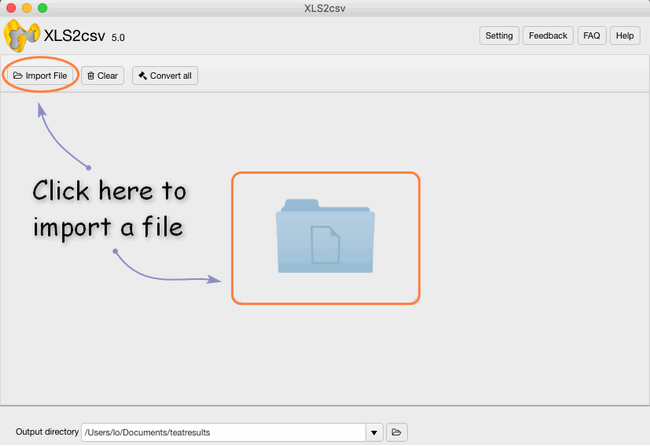 XLS2csv
XLS2csv 5.0
Setting Feedback FAQ Help
Import File Clear Convert all
Click here to
import a file
Output directory /Users/lo/Documents/teatresults